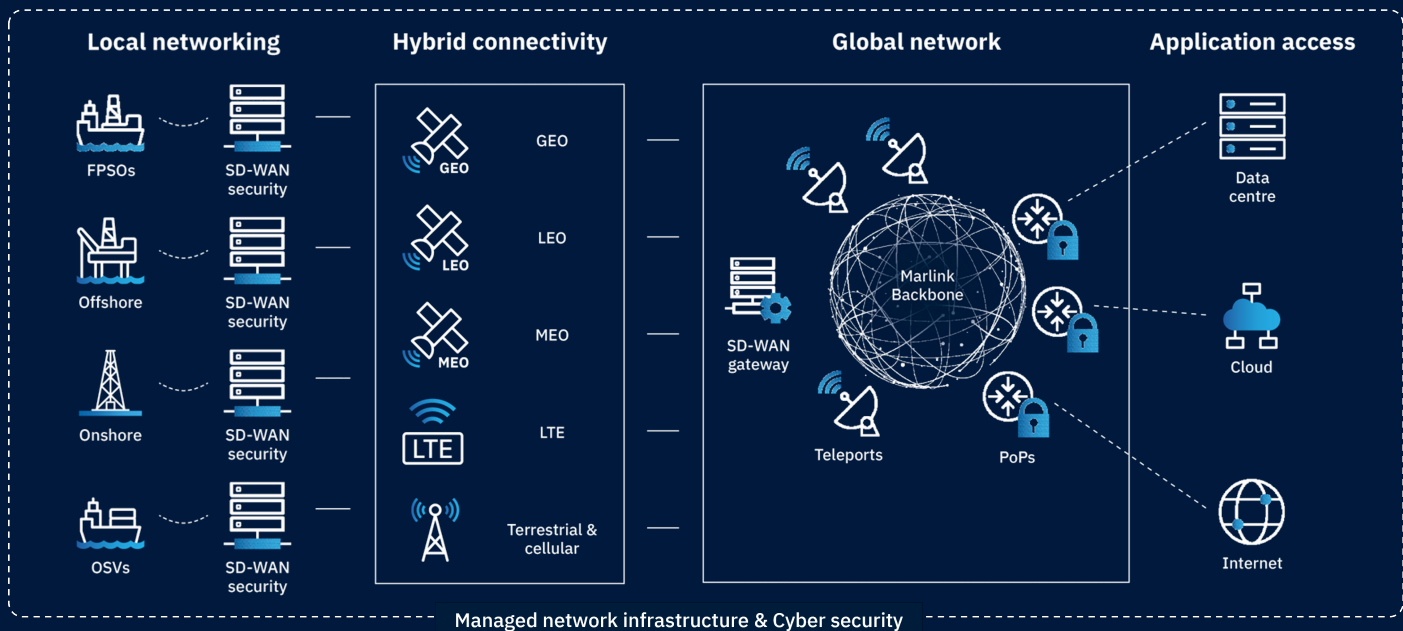 Local networking
Hybrid connectivity
Global network
Application access
FPSOs
SD-WAN
security
Offshore
SD-WAN
security
Onshore
SD-WAN
security
OSVs
SD-WAN
security
GEO
GEO
LEO
LEO
MEO
MEO
LTE
LTE
Terrestrial &
cellular
SD-WAN
gateway
Marlink
Backbone
Teleports
PoPs
Data
centre
Cloud
Internet
Managed network infrastructure & Cyber security